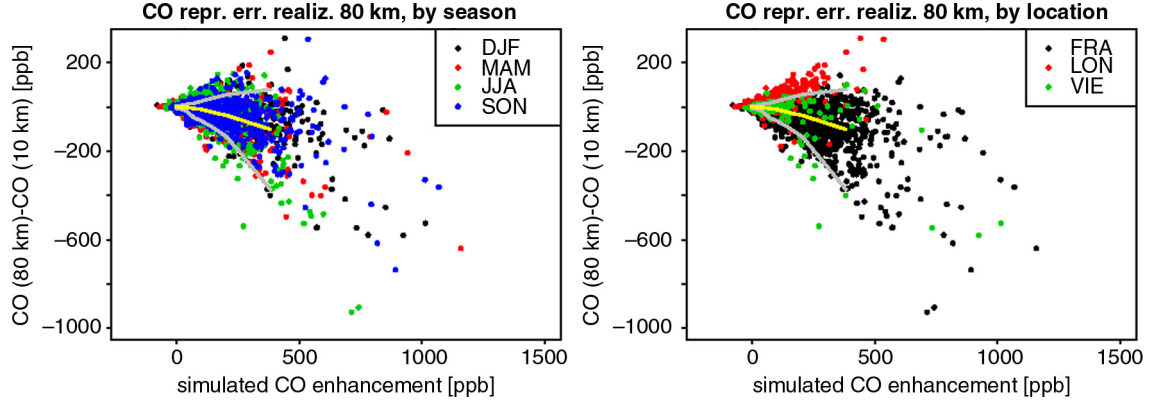 CO repr. err. realiz. 80 km, by season
CO (80 km)-CO (10 km) [ppb]
200
−200
−600
−1000
DJF
MAM
JJA
SON
0 500 1000 1500
simulated CO enhancement [ppb]
CO repr. err. realiz. 80 km, by location
CO (80 km)-CO (10 km) [ppb]
200
−200
−600
−1000
FRA
LON
VIE
0 500 1000 1500
simulated CO enhancement [ppb]